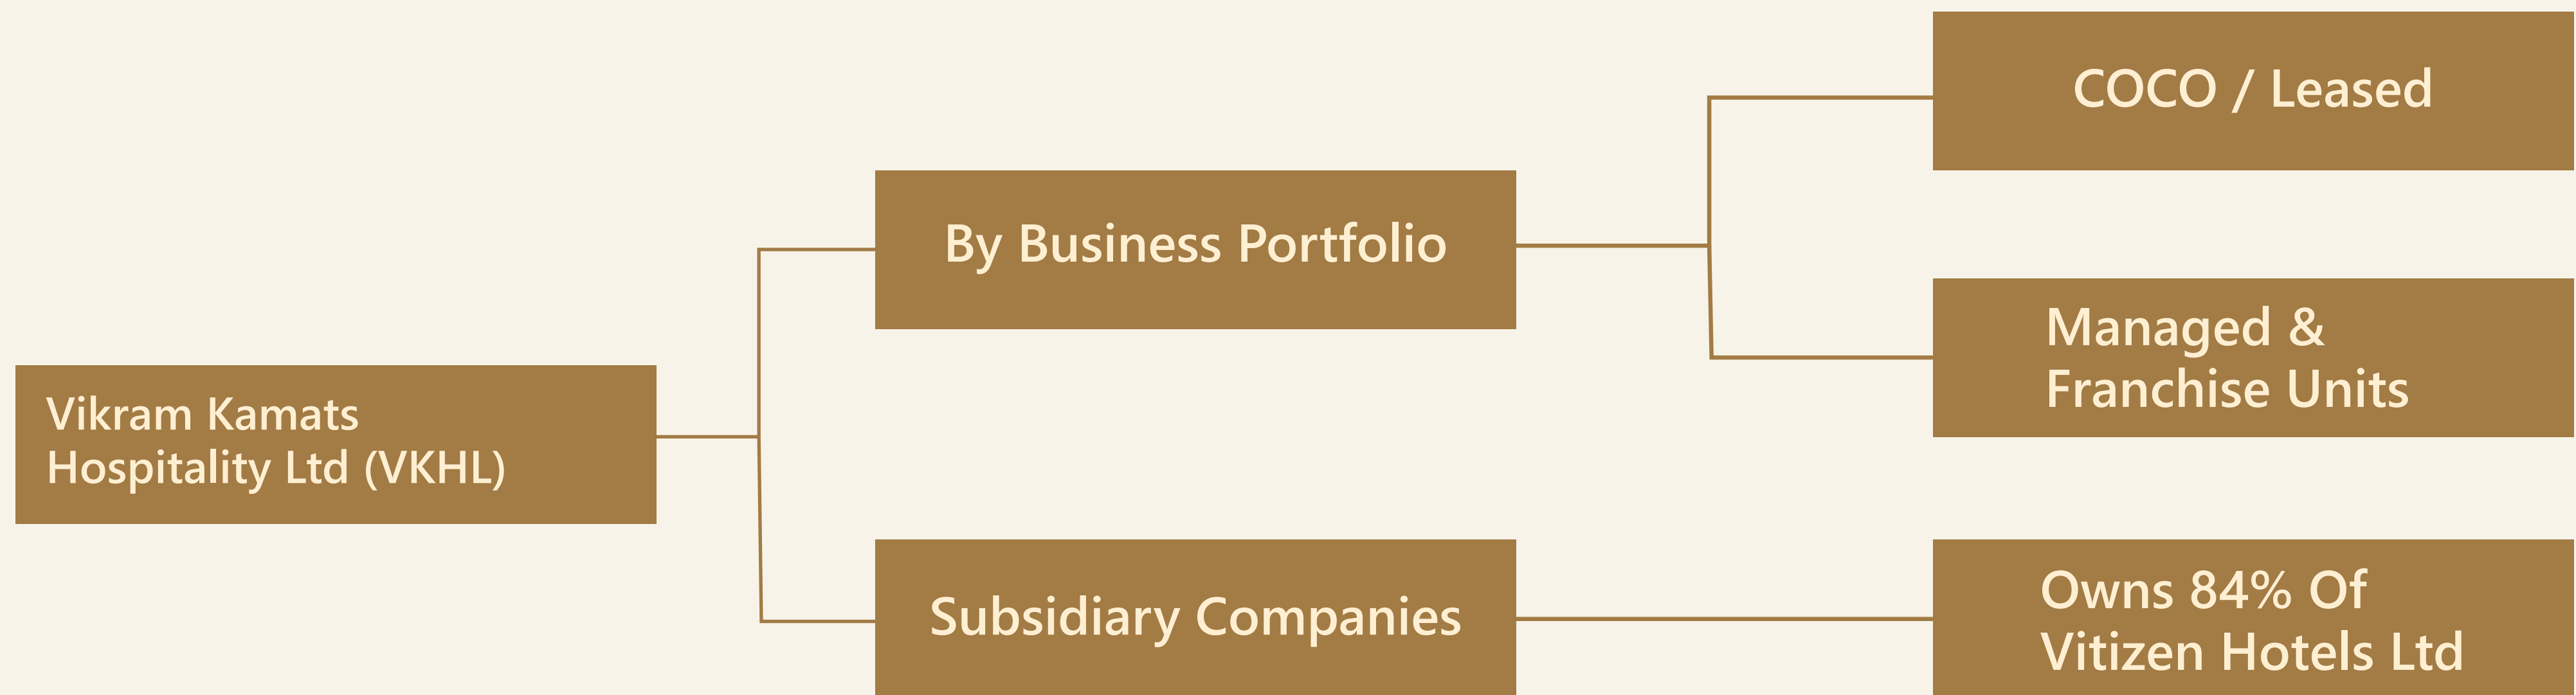 COCO / Leased
By Business Portfolio
Managed &
Franchise Units
Vikram Kamats
Hospitality Ltd (VKHL)
Subsidiary Companies
Owns 84% Of
Vitizen Hotels Ltd